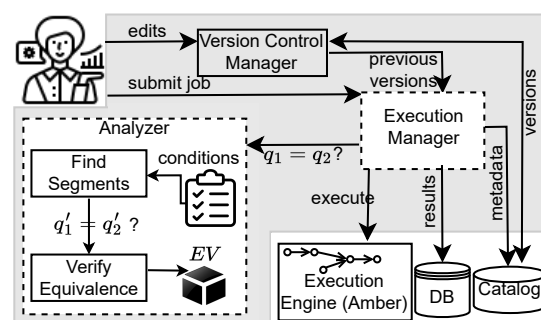 edits
Version Control
Manager
previous
versions
submit job
versions
Execution
Manager
Analyzer
Find
Segments
conditions
q₁ = q₂?
q′₁ = q′₂ ?
Verify
Equivalence
EV
execute
results
metadata
Execution
Engine (Amber)
DB
Catalog